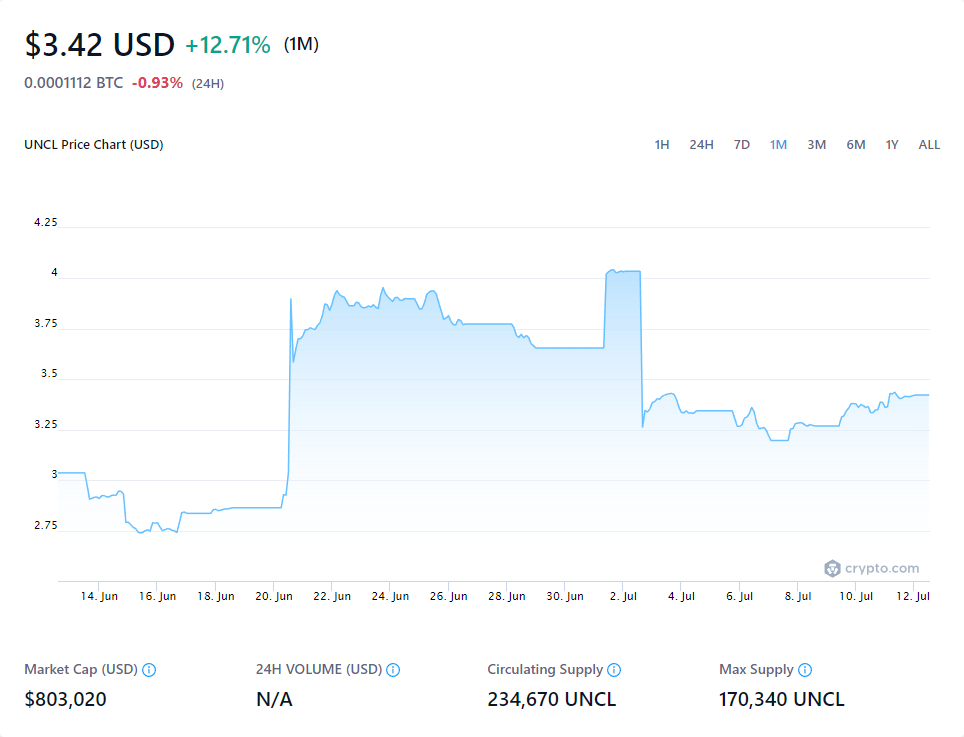 $3.42 USD +12.71% (1M)
0.0001112 BTC -0.93% (24H)
UNCL Price Chart (USD) 1H 24H 7D 1M 3M 6M 1Y ALL
4.25
4
3.75
3.5
3.25
3
2.75
crypto.com
14. Jun 16. Jun 18. Jun 20. Jun 22. Jun 24. Jun 26. Jun 28. Jun 30. Jun 2. Jul 4. Jul 6. Jul 8. Jul 10. Jul 12. Jul
Market Cap (USD) 24H VOLUME (USD) Circulating Supply Max Supply
$803,020 N/A 234,670 UNCL 170,340 UNCL